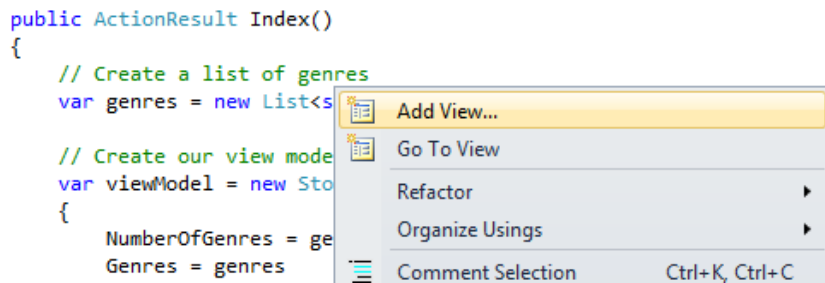 public ActionResult Index()
{
// Create a list of genres
var genres = new List<s
// Create our view mode
var viewModel = new Sto
{
NumberOfGenres = ge
Genres = genres
Add View...
Go To View
Refactor
Organize Usings
Comment Selection Ctrl+K, Ctrl+C